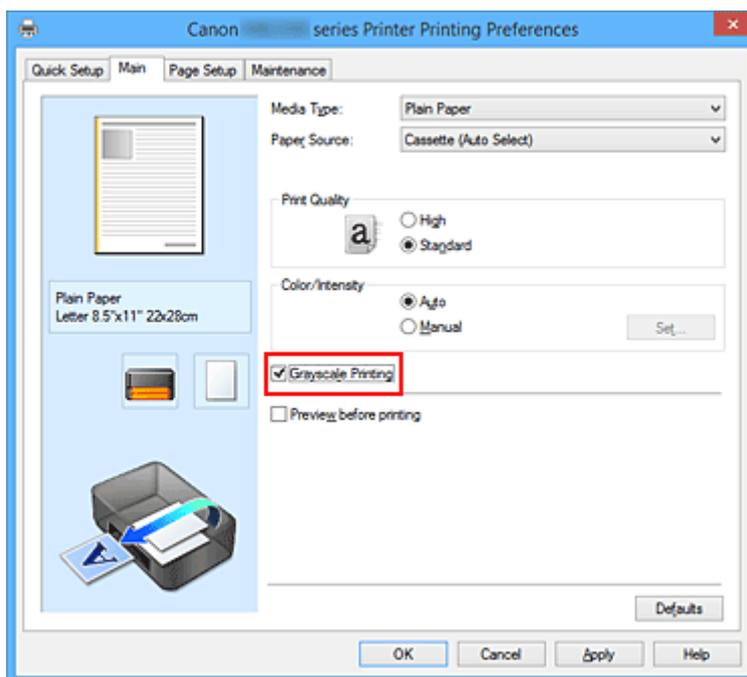 Canon series Printer Printing Preferences
Quick Setup Main Page Setup Maintenance
Media Type: Plain Paper
Paper Source: Cassette (Auto Select)
Print Quality
a
High
Standard
Color/Intensity
Auto
Manual
Set...
Plain Paper
Letter 8.5"x11" 22x28cm
Grayscale Printing
Preview before printing
A
Defaults
OK Cancel Apply Help